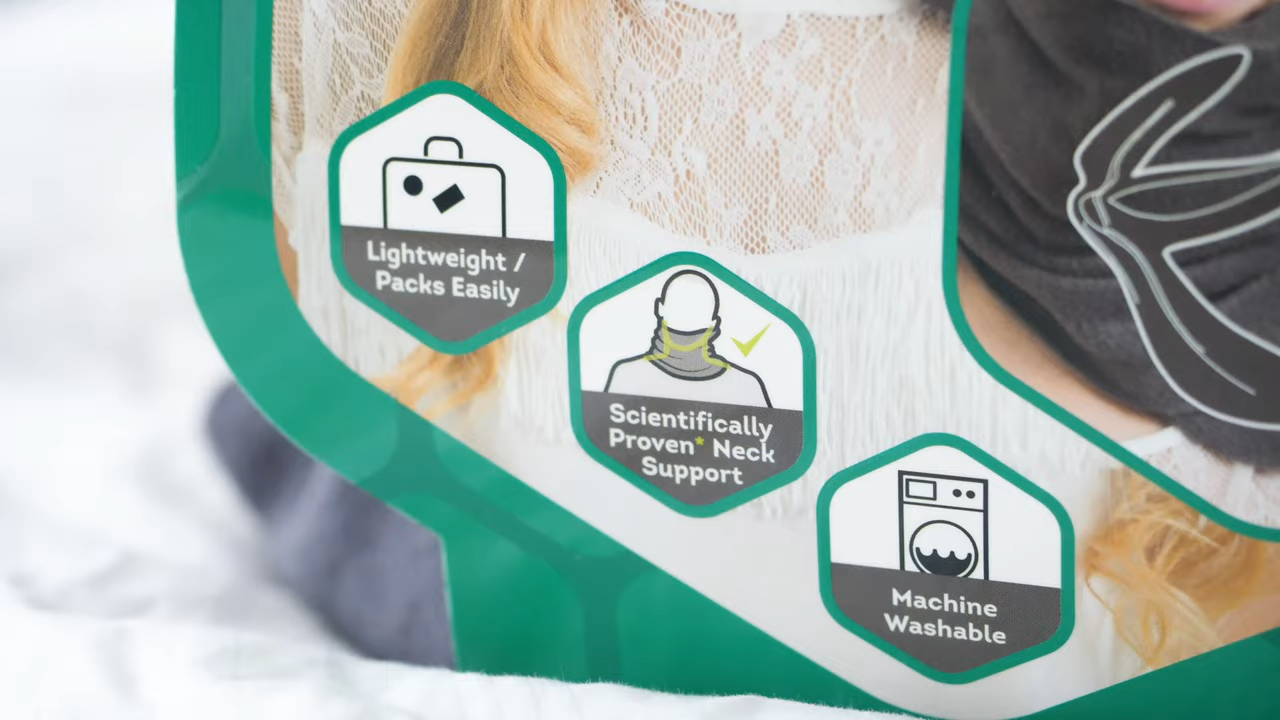 Lightweight /
Packs Easily
Scientifically
Proven* Neck
Support
Machine
Washable